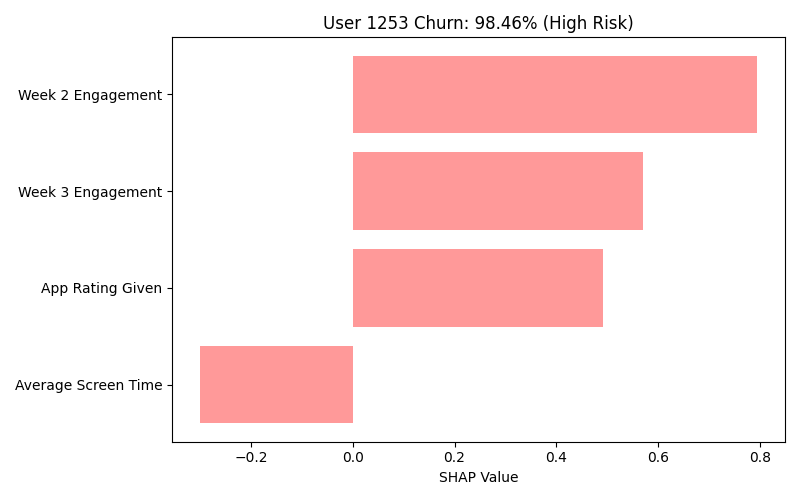 User 1253 Churn: 98.46% (High Risk)
Week 2 Engagement
Week 3 Engagement
App Rating Given
Average Screen Time
−0.2 0.0 0.2 0.4 0.6 0.8
SHAP Value